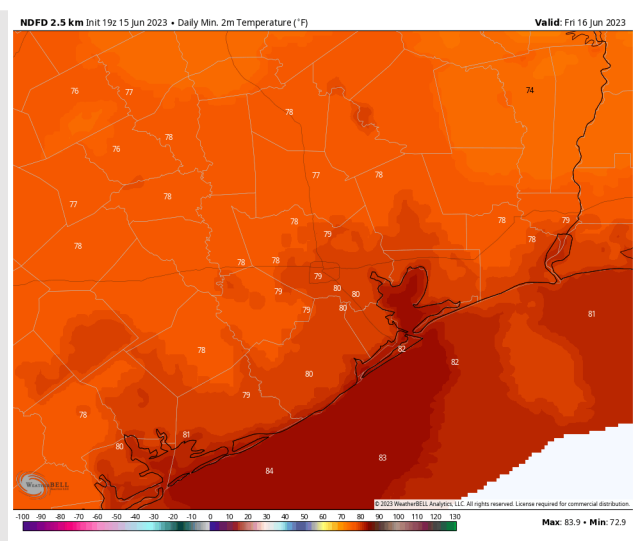 NDFD 2.5 km Init 19z 15 Jun 2023 • Daily Min. 2m Temperature (°F) Valid: Fri 16 Jun 2023
76 77 74
78
78
76
77 78
78
77
78 78 79
79 78
78
78 78
79
79 80 80
79 80 81
82
78 82
80
79
78
81
80
83
84
WeatherBELL
© 2023 WeatherBELL Analytics, LLC. All rights reserved. License required for commercial distribution.
-100 -90 -80 -70 -60 -50 -40 -30 -20 -10 0 10 20 30 40 50 60 70 80 90 100 110 120 130
Max: 83.9 • Min: 72.9